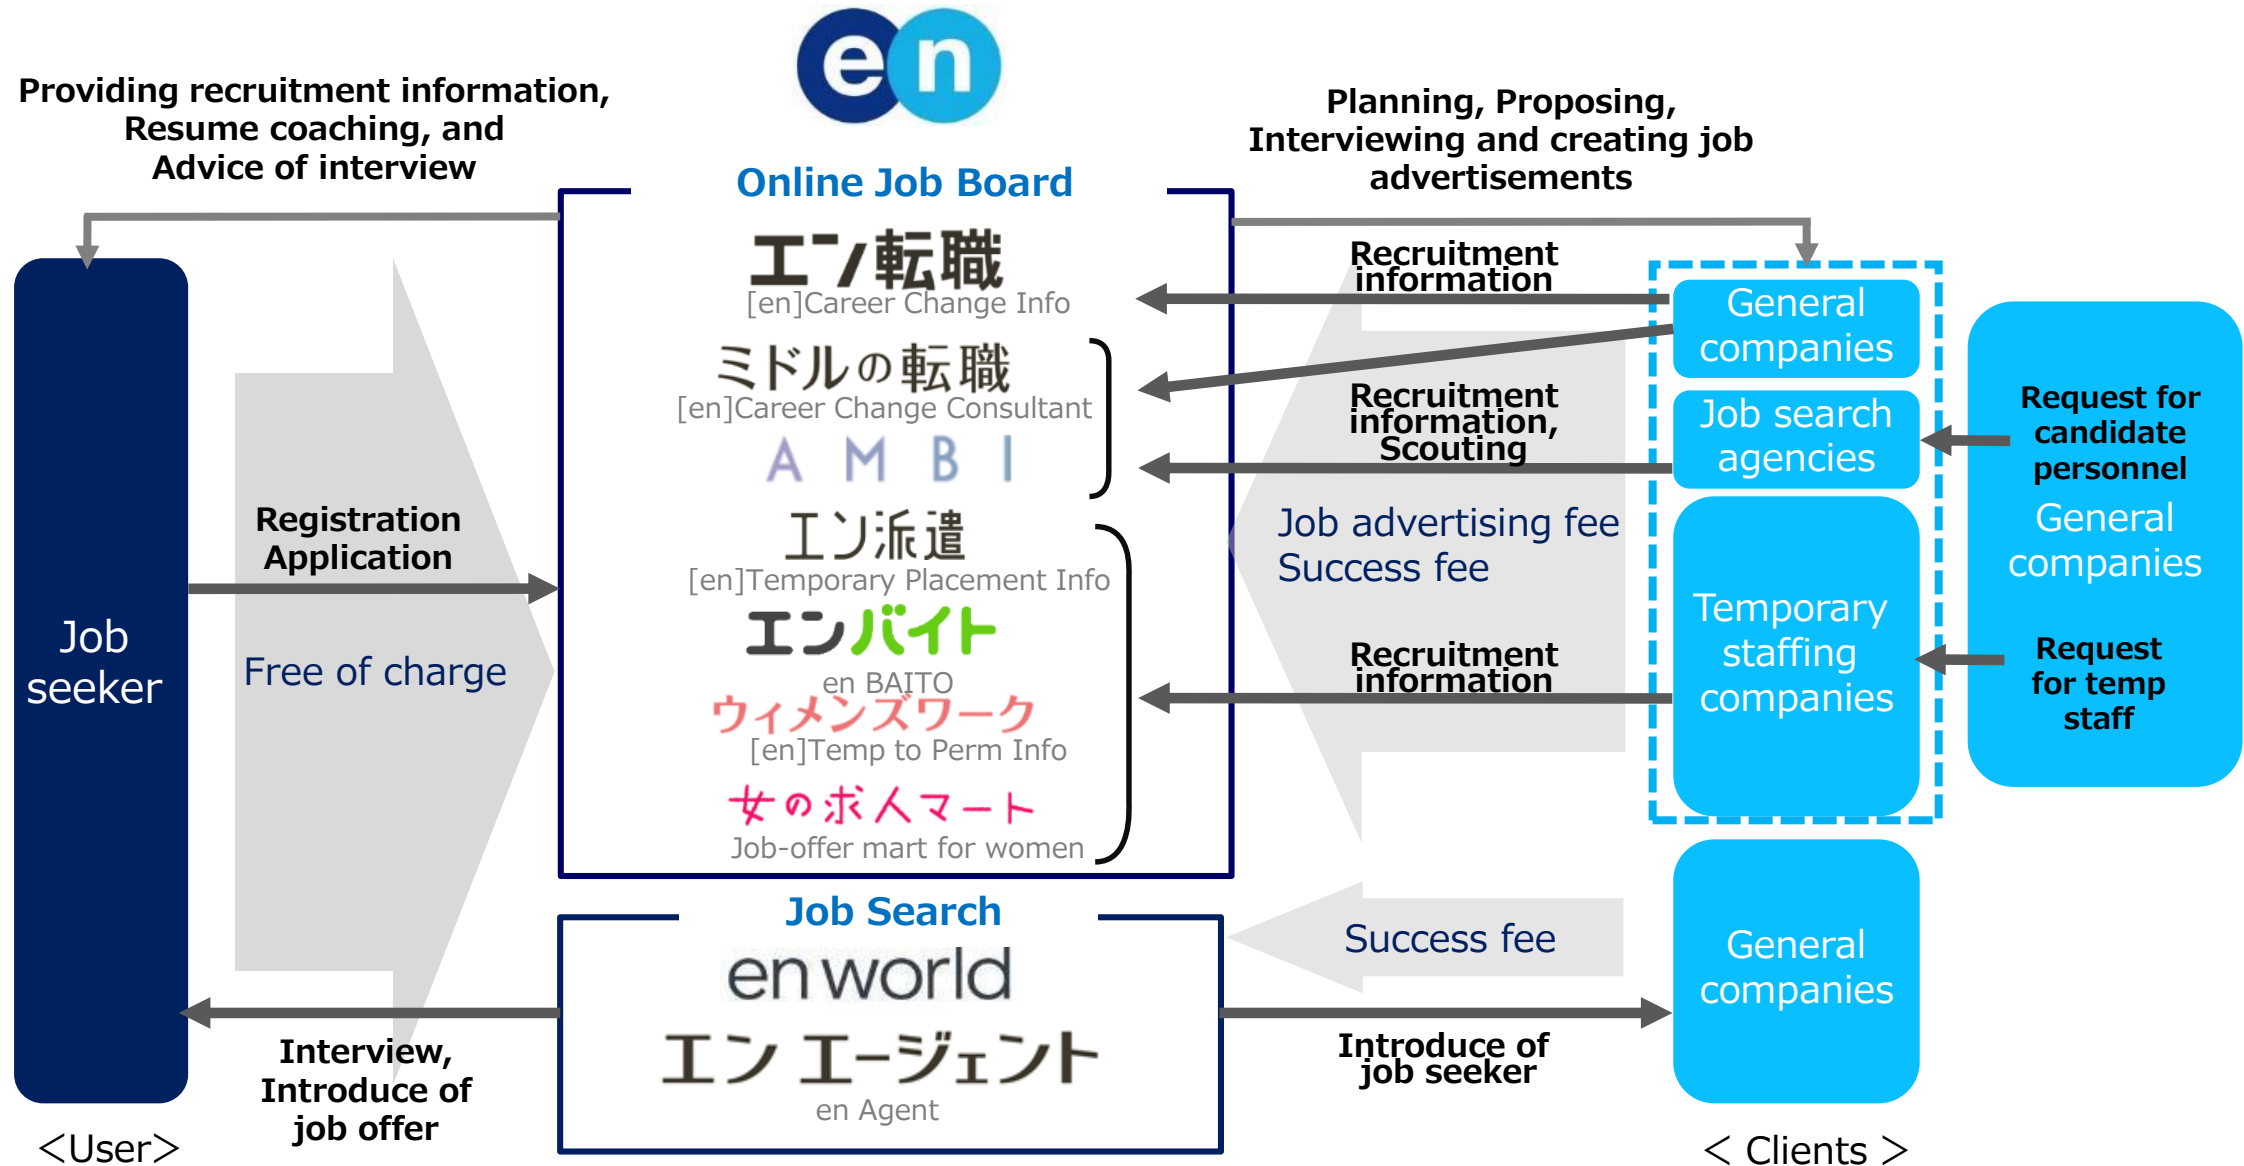 en
Providing recruitment information,
Resume coaching, and
Advice of interview
Planning, Proposing,
Interviewing and creating job
advertisements
Online Job Board
エン転職
[en]Career Change Info
ミドルの転職
[en]Career Change Consultant
AMBI
エン派遣
[en]Temporary Placement Info
エンバイト
en BAITO
ウィメンズワーク
[en]Temp to Perm Info
女の求人マート
Job-offer mart for women
Registration
Application
Free of charge
Job
seeker
Recruitment
information
Recruitment
information,
Scouting
Job advertising fee
Success fee
Recruitment
information
General
companies
Job search
agencies
Temporary
staffing
companies
Request for
candidate
personnel
General
companies
Request
for temp
staff
Job Search
en world
エン エージェント
en Agent
Success fee
General
companies
Interview,
Introduce of
job offer
Introduce of
job seeker
＜User＞
＜ Clients ＞